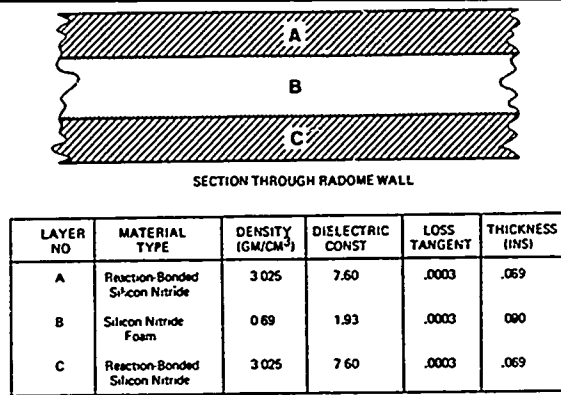 A
B
C
SECTION THROUGH RADOME WALL
LAYER NO MATERIAL TYPE DENSITY (GM/CM3) DIELECTRIC CONST LOSS TANGENT THICKNESS (INS)
A Reaction-Bonded Silicon Nitride 3 025 7.60 .0003 .069
B Silicon Nitride Foam 0 69 1.93 .0003 090
C Reaction-Bonded Silicon Nitride 3 025 7 60 .0003 .069